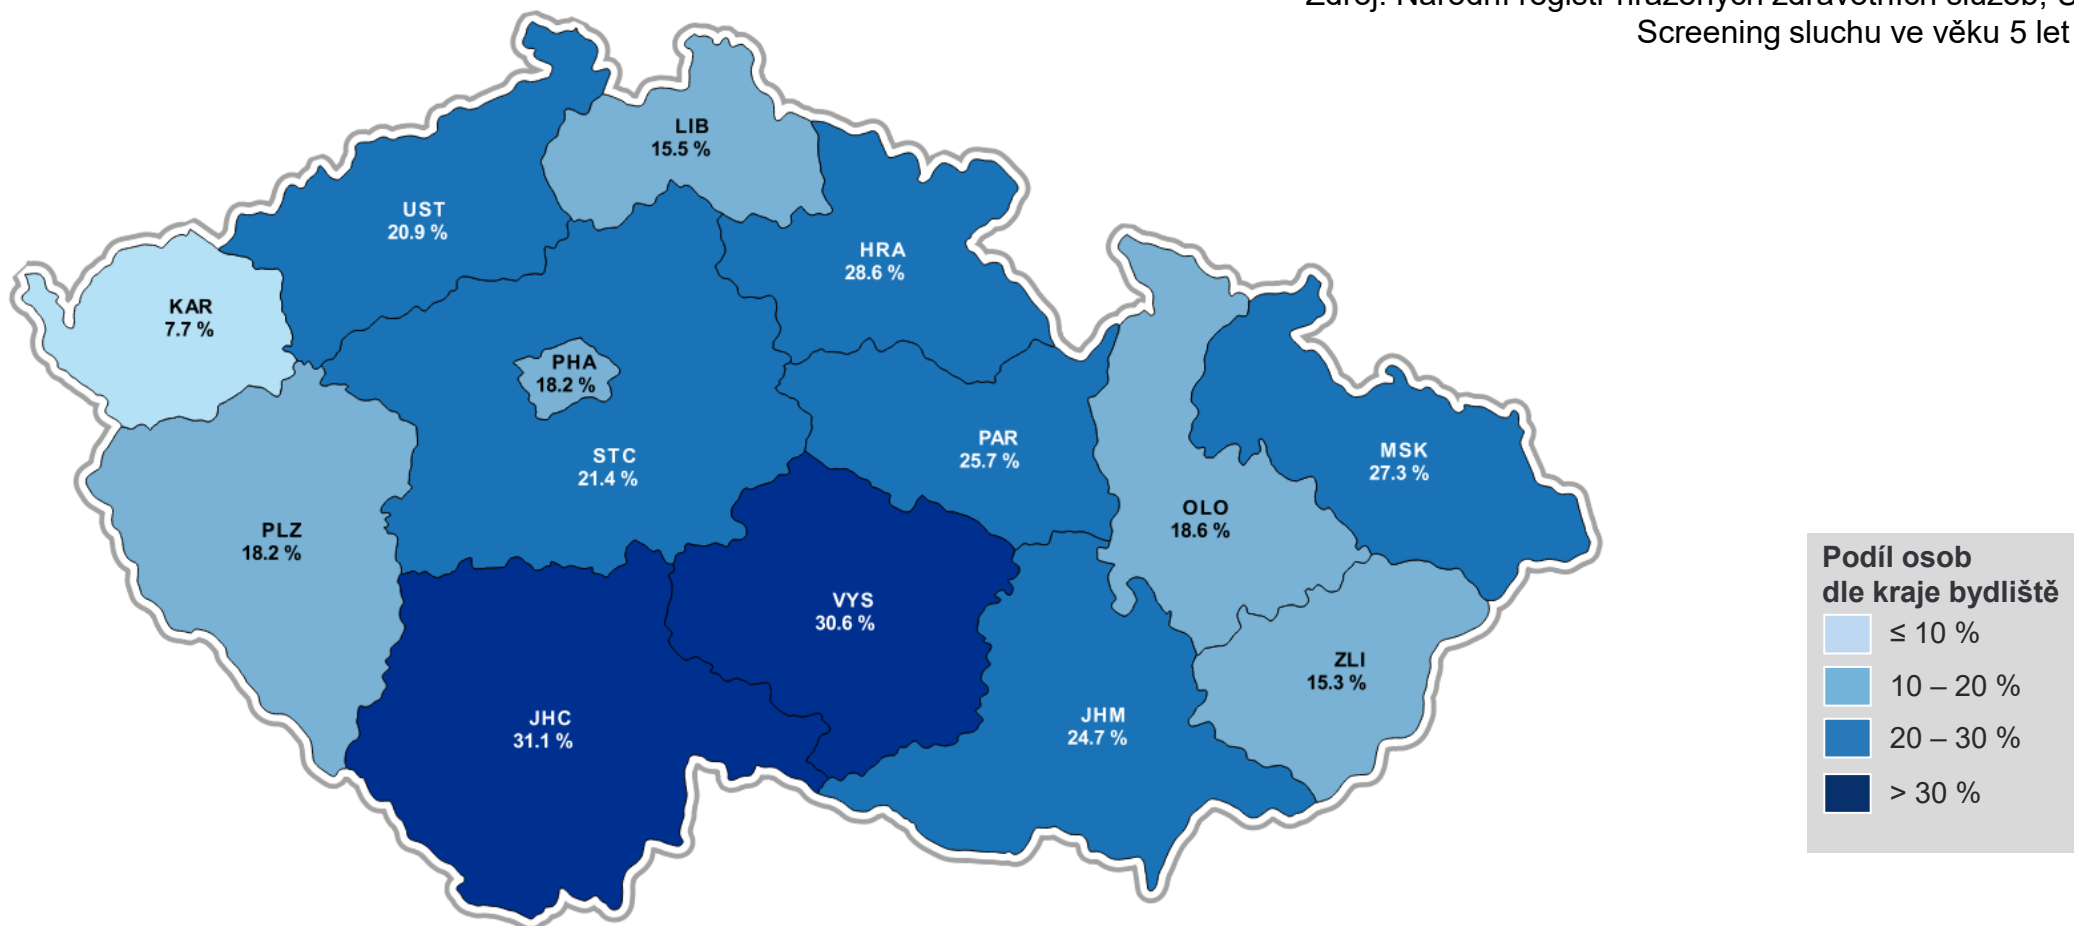 Screening sluchu ve věku 5 let
LIB
15.5 %
UST
20.9 %
HRA
28.6 %
KAR
7.7 %
PHA
18.2 %
STC
21.4 %
PAR
25.7 %
MSK
27.3 %
OLO
18.6 %
PLZ
18.2 %
VYS
30.6 %
ZLI
15.3 %
JHC
31.1 %
JHM
24.7 %
Podíl osob
dle kraje bydliště
≤ 10 %
10 – 20 %
20 – 30 %
> 30 %